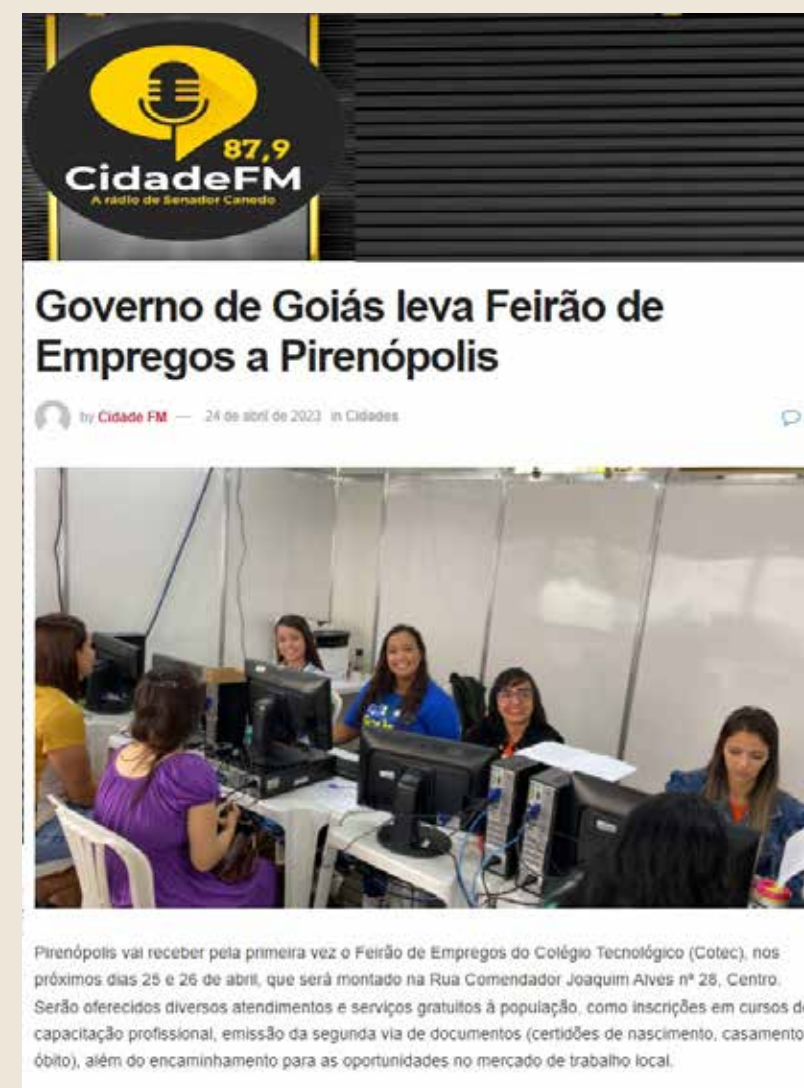 87,9
CidadeFM
A rádio de Senador Canedo
Governo de Goiás leva Feirão de
Empregos a Pirenópolis
by Cidade FM — 24 de abril de 2023 in Cidades
Pirenópolis vai receber pela primeira vez o Feirão de Empregos do Colégio Tecnológico (Cotec), nos
próximos dias 25 e 26 de abril, que será montado na Rua Comendador Joaquim Alves nº 28, Centro.
Serão oferecidos diversos atendimentos e serviços gratuitos à população, como inscrições em cursos de
capacitação profissional, emissão da segunda via de documentos (certidões de nascimento, casamento
óbito), além do encaminhamento para as oportunidades no mercado de trabalho local.